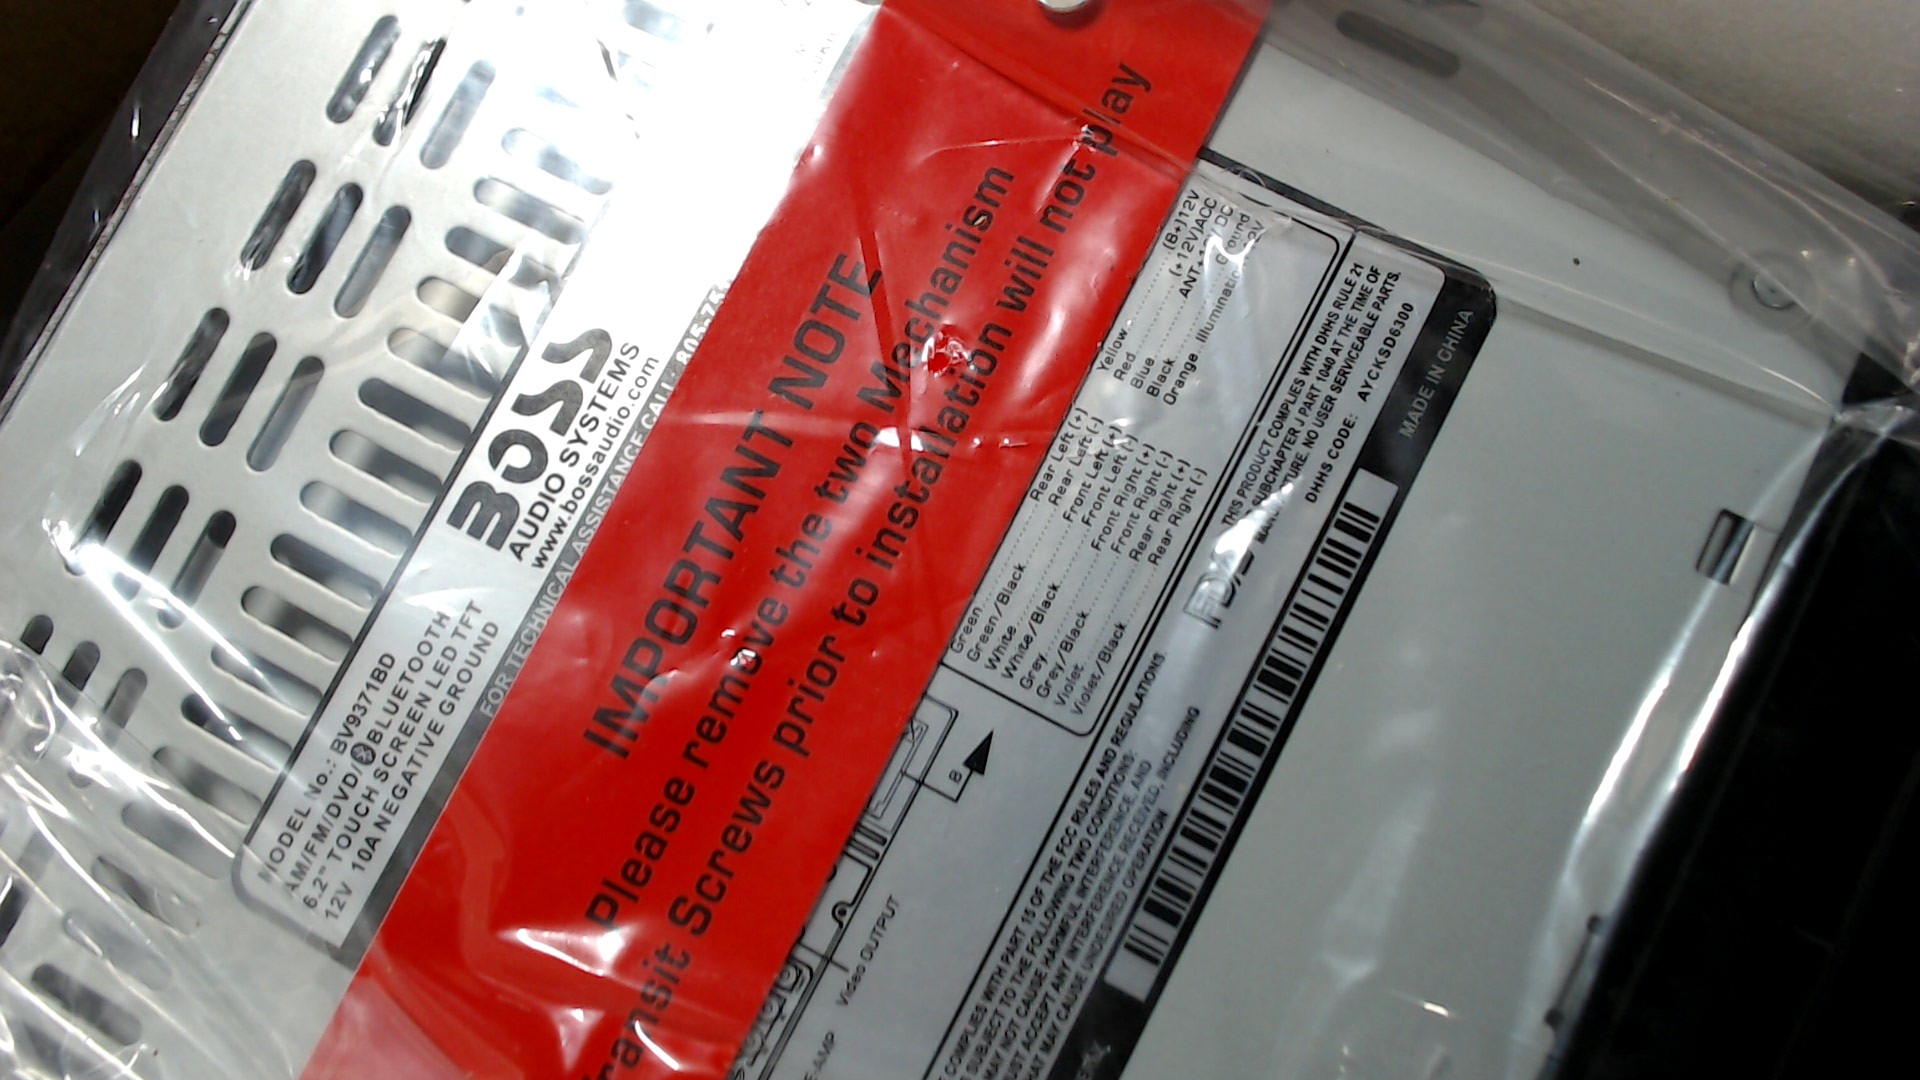 BOSS
AUDIO SYSTEMS
www.bossaudio.com
FOR TECHNICAL ASSISTANCE CALL: 805-75
MODEL No.: BV9371BD
AM/FM/DVD/ BLUETOOTH
6.2" TOUCH SCREEN LED TFT
12V 10A NEGATIVE GROUND
IMPORTANT NOTE
Please remove the two Mechanism
Transit Screws prior to installation will not play
Yellow (B+)12V
Red (+12V)ACC
Blue ANT+12V DC
Black Ground
Orange Illumination
Green Rear Left (+)
Green/Black Rear Left (-)
White Front Left (+)
White/Black Front Left (-)
Grey Front Right (+)
Grey/Black Front Right (-)
Violet Rear Right (+)
Violet/Black Rear Right (-)
B
Video OUTPUT
E-AMP
FDA
THIS PRODUCT COMPLIES WITH DHHS RULE 21
SUBCHAPTER J PART 1040 AT THE TIME OF
NO USER SERVICEABLE PARTS.
DHHS CODE: AYCKSD6300
COMPLIES WITH PART 15 OF THE FCC RULES AND REGULATIONS.
SUBJECT TO THE FOLLOWING TWO CONDITIONS:
MAY NOT CAUSE HARMFUL INTERFERENCE, AND
MUST ACCEPT ANY INTERFERENCE RECEIVED, INCLUDING
THAT MAY CAUSE UNDESIRED OPERATION
MADE IN CHINA